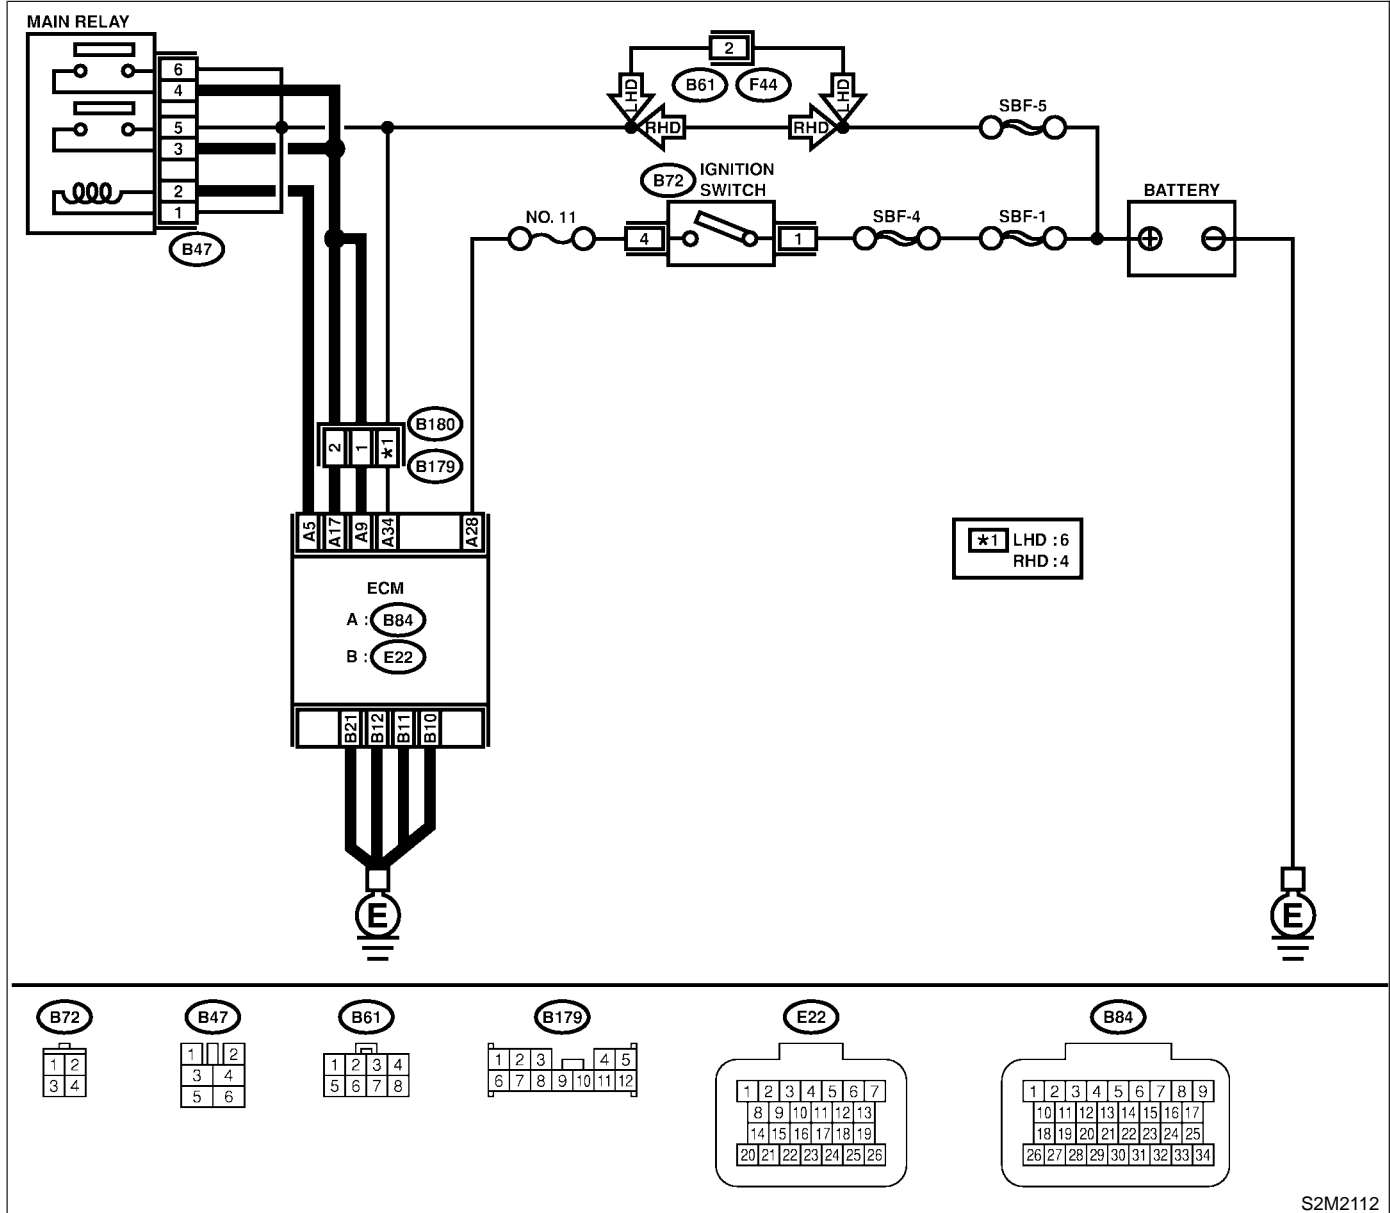 MAIN RELAY
6
4
5
3
2
1
B47
2
B61 F44
LHD LHD
RHD RHD
SBF-5
B72 IGNITION
SWITCH
NO. 11
4
1
SBF-4
SBF-1
BATTERY
B180
B179
2 1 *1
A5 A17 A9 A34 A28
ECM
A : B84
B : E22
B21 B12 B11 B10
*1 LHD : 6
RHD : 4
E
E
B72
1 2
3 4
B47
1 2
3 4
5 6
B61
1 2 3 4
5 6 7 8
B179
1 2 3 4 5
6 7 8 9 10 11 12
E22
1 2 3 4 5 6 7
8 9 10 11 12 13
14 15 16 17 18 19
20 21 22 23 24 25 26
B84
1 2 3 4 5 6 7 8 9
10 11 12 13 14 15 16 17
18 19 20 21 22 23 24 25
26 27 28 29 30 31 32 33 34
S2M2112